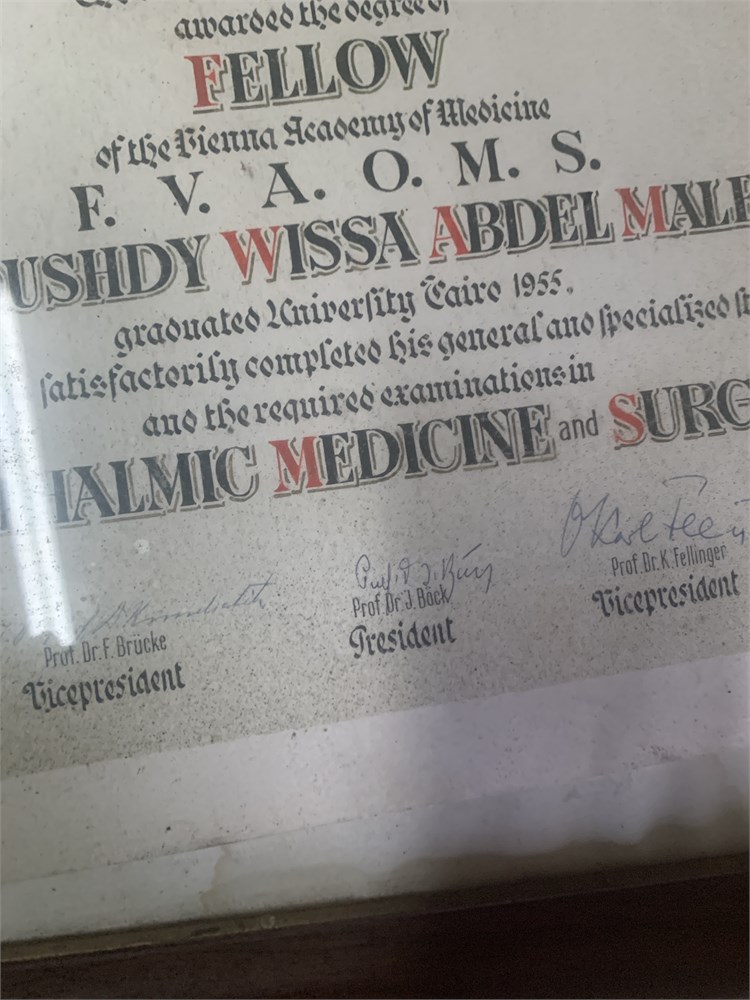 awarded the degree of
FELLOW
of the Vienna Academy of Medicine
F. V. A. O. M. S.
USHDY WISSA ABDEL MALE
graduated University Cairo 1955.
satisfactorily completed his general and specialized
and the required examinations in
HALMIC MEDICINE and SURG
Prof. Dr. F. Brücke
Vicepresident
Prof. Dr. J. Böck
President
Prof. Dr. K. Fellinger
Vicepresident